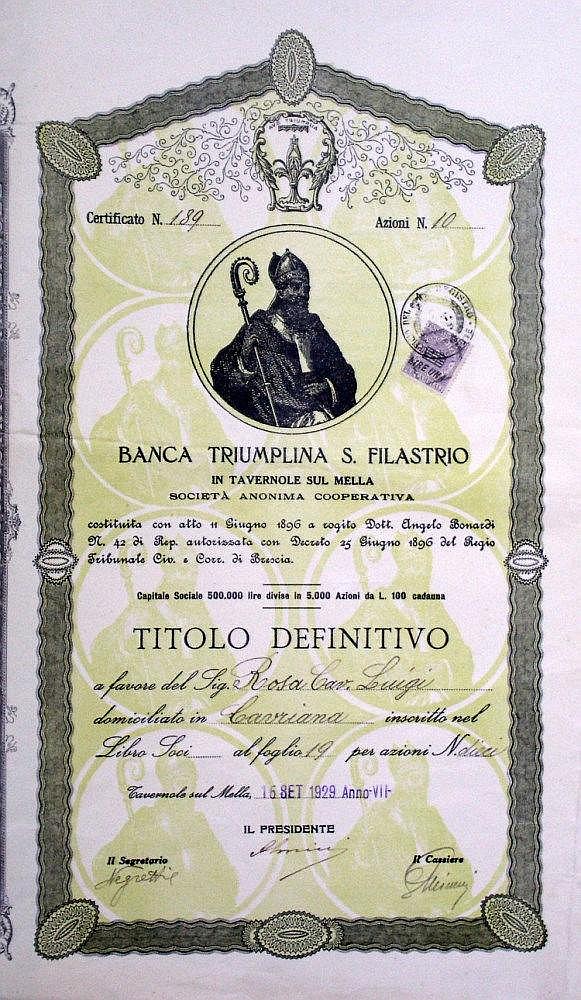 TRIUMPLINA
Certificato N. 139
Azioni N. 10
BANCA TRIUMPLINA S. FILASTRIO
IN TAVERNOLE SUL MELLA
SOCIETÀ ANONIMA COOPERATIVA
costituita con atto 11 Giugno 1896 a rogito Dott. Angelo Bonardi
N. 42 di Rep. autorizzata con Decreto 25 Giugno 1896 del Regio
Tribunale Civ. e Corr. di Brescia.
Capitale Sociale 500.000 lire diviso in 5.000 Azioni da L. 100 cadauna
TITOLO DEFINITIVO
a favore del Sig. Rosa Cav. Luigi
domiciliato in Cavriana inscritto nel
Libro Soci al foglio 19 per azioni N. dieci
Tavernole sul Mella, 16 SET 1929 Anno-VII-
IL PRESIDENTE
Il Segretario
Il Cassiere